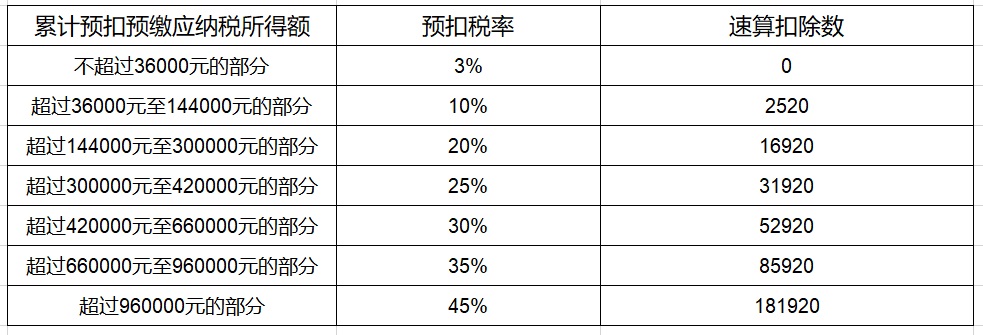 累计预扣预缴应纳税所得额 预扣税率 速算扣除数
不超过36000元的部分 3% 0
超过36000元至144000元的部分 10% 2520
超过144000元至300000元的部分 20% 16920
超过300000元至420000元的部分 25% 31920
超过420000元至660000元的部分 30% 52920
超过660000元至960000元的部分 35% 85920
超过960000元的部分 45% 181920